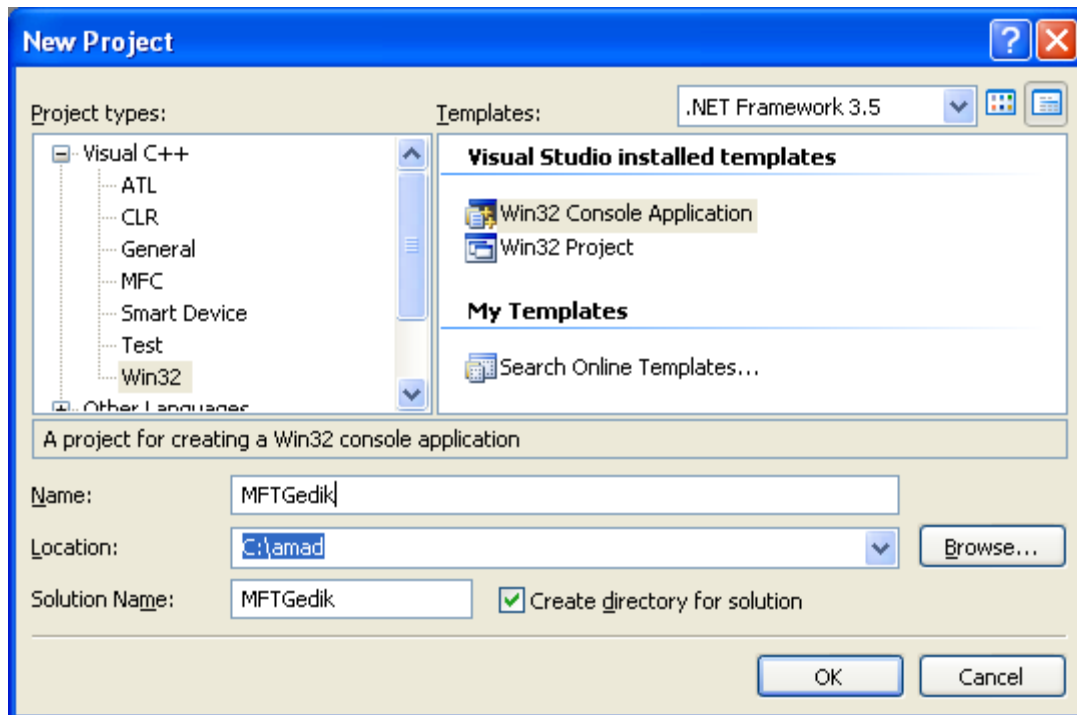 New Project
Project types:
Templates:
.NET Framework 3.5
Visual C++
ATL
CLR
General
MFC
Smart Device
Test
Win32
Other Languages
Visual Studio installed templates
Win32 Console Application
Win32 Project
My Templates
Search Online Templates...
A project for creating a Win32 console application
Name:
MFTGedik
Location:
C:\amad
Browse...
Solution Name:
MFTGedik
Create directory for solution
OK
Cancel